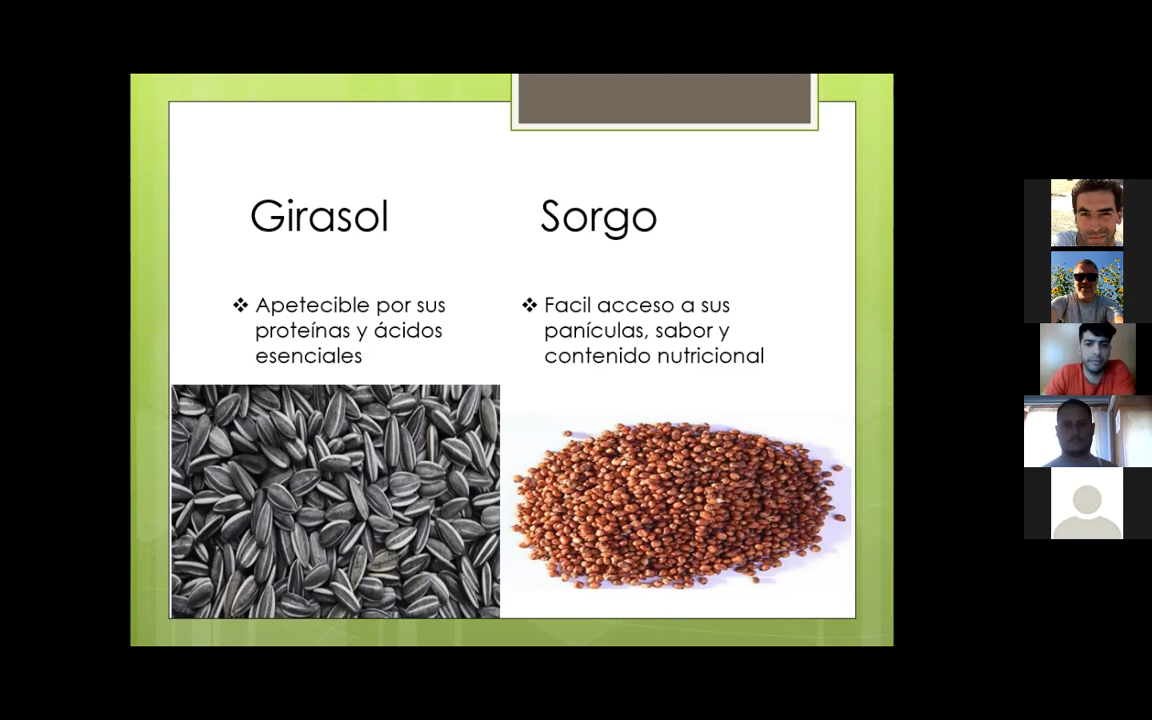 Girasol
Sorgo
❖ Apetecible por sus
proteínas y ácidos
esenciales
❖ Facil acceso a sus
panículas, sabor y
contenido nutricional